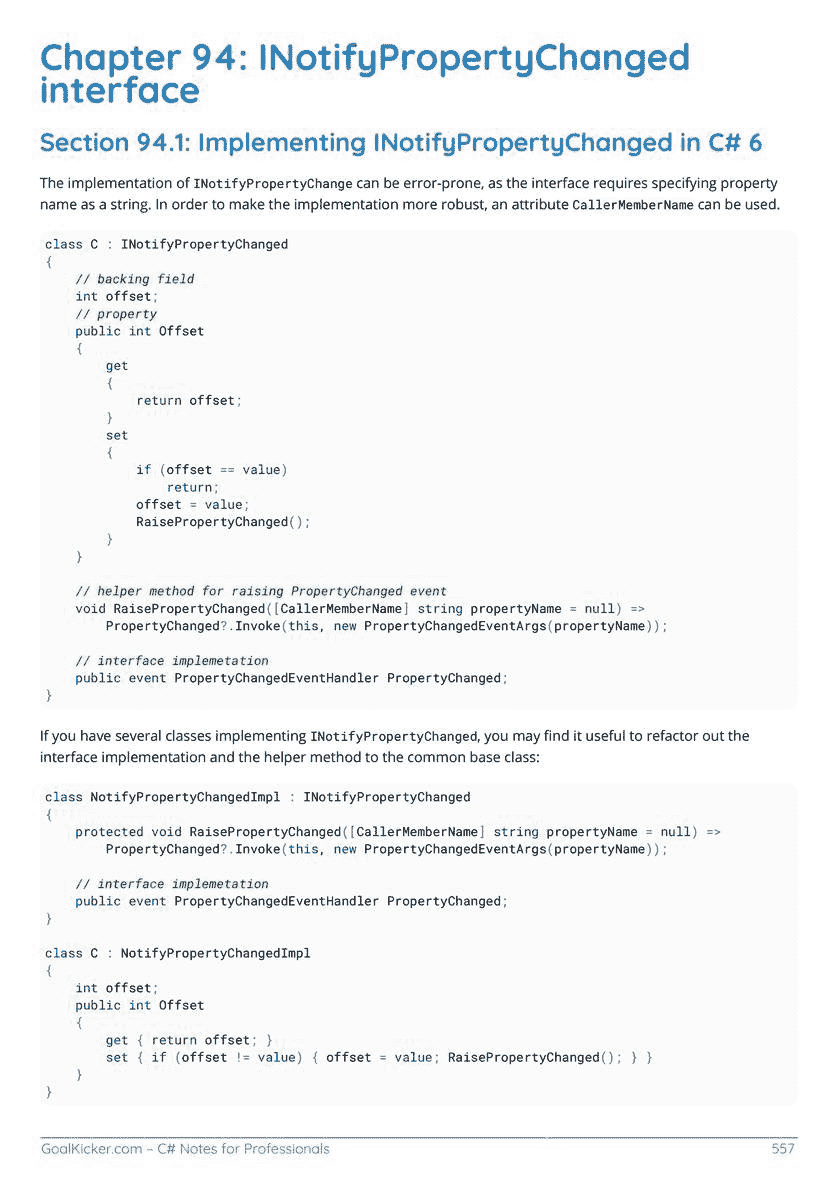 Chapter 94: INotifyPropertyChanged
interface
Section 94.1: Implementing INotifyPropertyChanged in C# 6
The implementation of INotifyPropertyChange can be error-prone, as the interface requires specifying property
name as a string. In order to make the implementation more robust, an attribute CallerMemberName can be used.
class C : INotifyPropertyChanged
{
    // backing field
    int offset;
    // property
    public int Offset
    {
        get
        {
            return offset;
        }
        set
        {
            if (offset == value)
                return;
            offset = value;
            RaisePropertyChanged();
        }
    }
    // helper method for raising PropertyChanged event
    void RaisePropertyChanged([CallerMemberName] string propertyName = null) =>
        PropertyChanged?.Invoke(this, new PropertyChangedEventArgs(propertyName));
    // interface implemetation
    public event PropertyChangedEventHandler PropertyChanged;
}
If you have several classes implementing INotifyPropertyChanged, you may find it useful to refactor out the
interface implementation and the helper method to the common base class:
class NotifyPropertyChangedImpl : INotifyPropertyChanged
{
    protected void RaisePropertyChanged([CallerMemberName] string propertyName = null) =>
        PropertyChanged?.Invoke(this, new PropertyChangedEventArgs(propertyName));
    // interface implemetation
    public event PropertyChangedEventHandler PropertyChanged;
}
class C : NotifyPropertyChangedImpl
{
    int offset;
    public int Offset
    {
        get { return offset; }
        set { if (offset != value) { offset = value; RaisePropertyChanged(); } }
    }
}
GoalKicker.com – C# Notes for Professionals 557